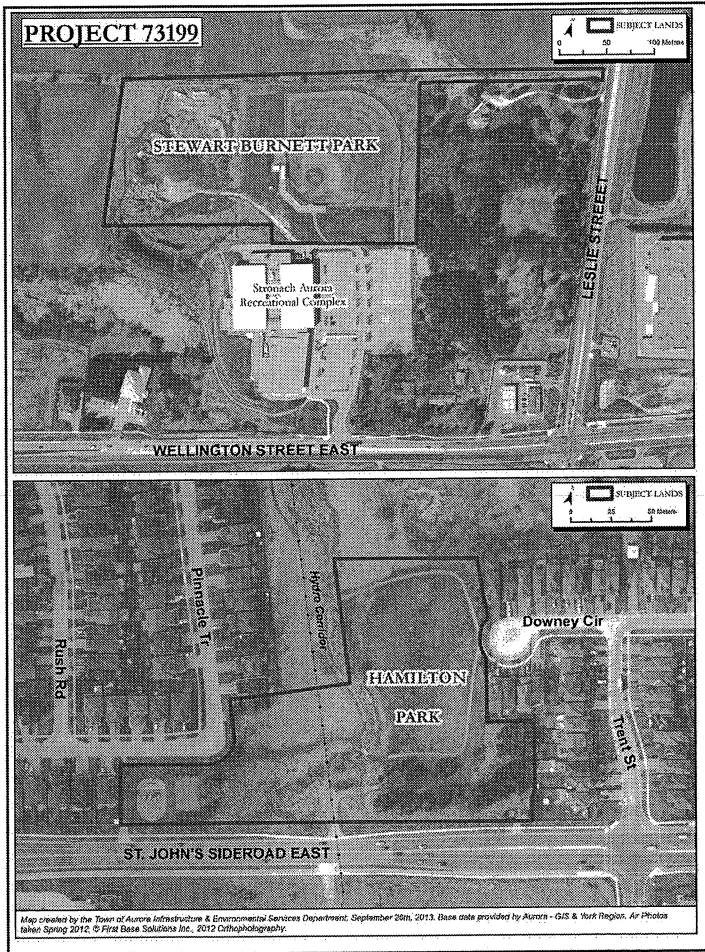 PROJECT 73199
SUBJECT LANDS
0 50 100 Metres
STEWART BURNETT PARK
LESLIE STREEET
Stronach Aurora
Recreational Complex
WELLINGTON STREET EAST
SUBJECT LANDS
0 25 50 Meters
Rush Rd
Pinnacle Tr
Hydro Corridor
Downey Cir
HAMILTON
PARK
Trent St
ST. JOHN'S SIDEROAD EAST
Map created by the Town of Aurora Infrastructure & Environmental Services Department, September 26th, 2013. Base data provided by Aurora - GIS & York Region. Air Photos
taken Spring 2012, © First Base Solutions Inc., 2012 Orthophotography.